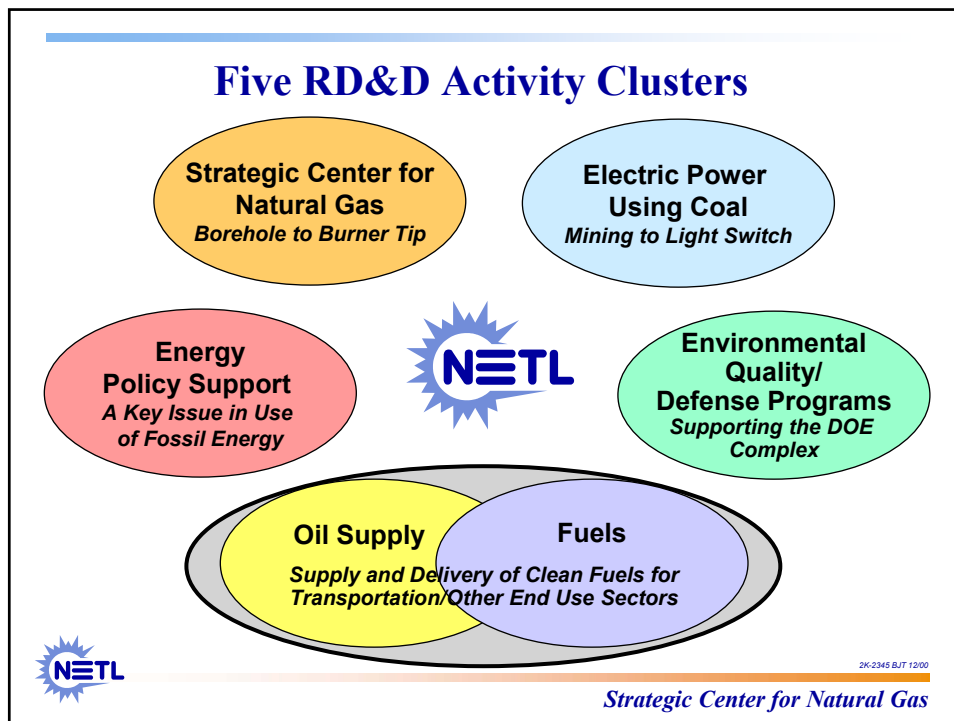 Five RD&D Activity Clusters
Strategic Center for
Natural Gas
Borehole to Burner Tip
Electric Power
Using Coal
Mining to Light Switch
Energy
Policy Support
A Key Issue in Use
of Fossil Energy
NETL
Environmental
Quality/
Defense Programs
Supporting the DOE
Complex
Oil Supply
Fuels
Supply and Delivery of Clean Fuels for
Transportation/Other End Use Sectors
NETL
2K-2345 BJT 12/00
Strategic Center for Natural Gas